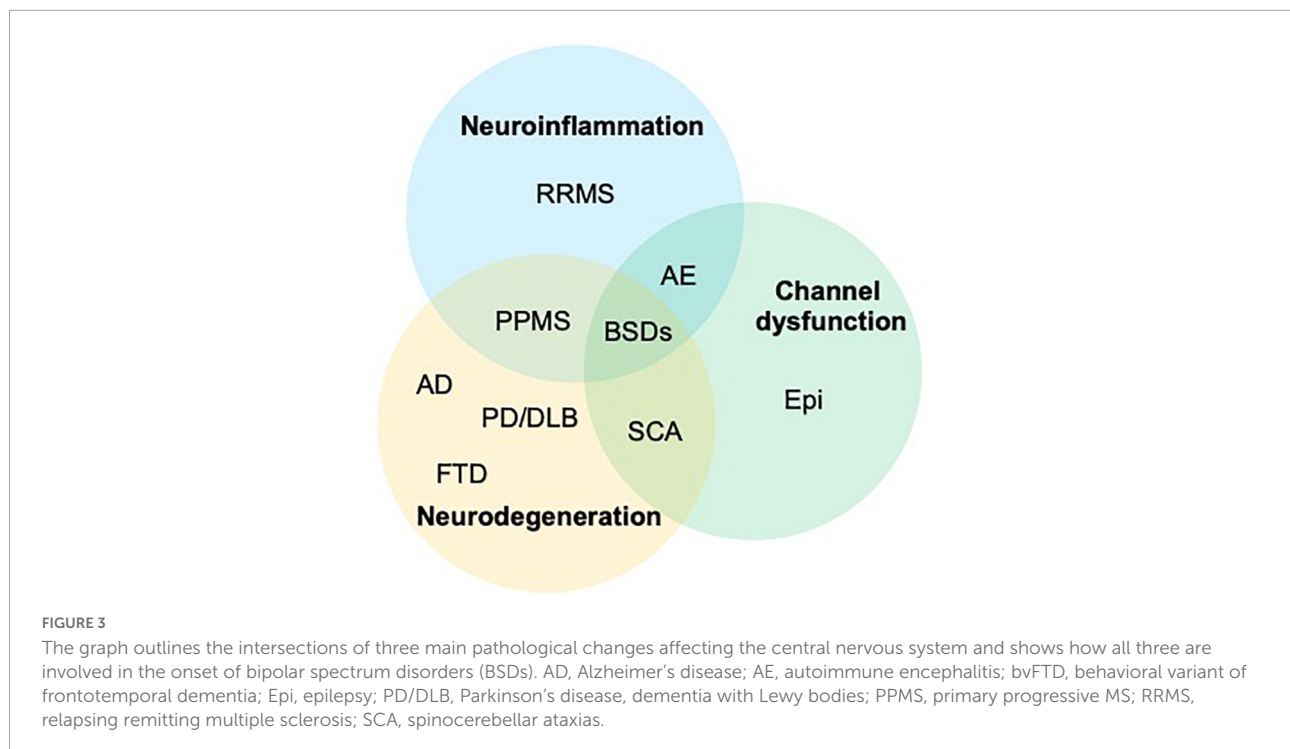 Neuroinflammation
RRMS
AE
Channel
dysfunction
PPMS
BSDs
AD
Epi
PD/DLB
SCA
FTD
Neurodegeneration
FIGURE 3
The graph outlines the intersections of three main pathological changes affecting the central nervous system and shows how all three are
involved in the onset of bipolar spectrum disorders (BSDs). AD, Alzheimer's disease; AE, autoimmune encephalitis; bvFTD, behavioral variant of
frontotemporal dementia; Epi, epilepsy; PD/DLB, Parkinson's disease, dementia with Lewy bodies; PPMS, primary progressive MS; RRMS,
relapsing remitting multiple sclerosis; SCA, spinocerebellar ataxias.